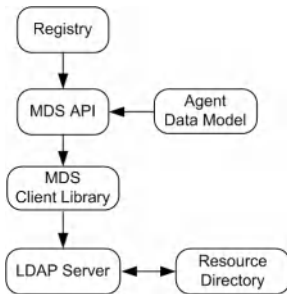 Registry
MDS API
Agent
Data Model
MDS
Client Library
LDAP Server
Resource
Directory